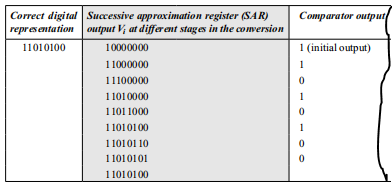 Correct digital Successive approximation register (SAR) Comparator output
representation output Vᵢ at different stages in the conversion
11010100 10000000 1 (initial output)
11000000 1
11100000 0
11010000 1
11011000 0
11010100 1
11010110 0
11010101 0
11010100